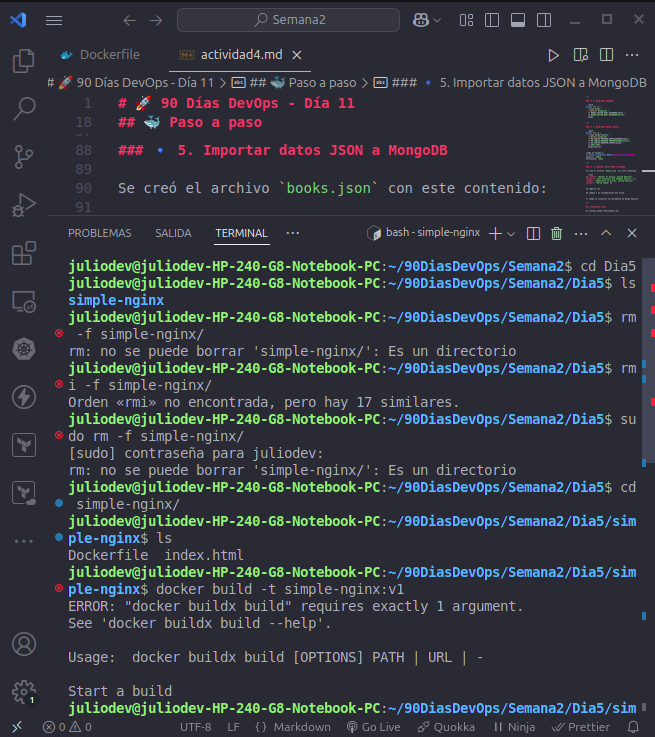 Semana2
Dockerfile
actividad4.md
# 🚀 90 Días DevOps - Día 11 > ## 🐳 Paso a paso > ### 🔹 5. Importar datos JSON a MongoDB
1 # 🚀 90 Días DevOps - Día 11
18 ## 🐳 Paso a paso
88 ### 🔹 5. Importar datos JSON a MongoDB
89
90 Se creó el archivo `books.json` con este contenido:
91
PROBLEMAS SALIDA TERMINAL ··· bash - simple-nginx
juliodev@juliodev-HP-240-G8-Notebook-PC:~/90DiasDevOps/Semana2$ cd Dia5
juliodev@juliodev-HP-240-G8-Notebook-PC:~/90DiasDevOps/Semana2/Dia5$ ls
simple-nginx
juliodev@juliodev-HP-240-G8-Notebook-PC:~/90DiasDevOps/Semana2/Dia5$ rm
-f simple-nginx/
rm: no se puede borrar 'simple-nginx/': Es un directorio
juliodev@juliodev-HP-240-G8-Notebook-PC:~/90DiasDevOps/Semana2/Dia5$ rm
i -f simple-nginx/
Orden «rmi» no encontrada, pero hay 17 similares.
juliodev@juliodev-HP-240-G8-Notebook-PC:~/90DiasDevOps/Semana2/Dia5$ su
do rm -f simple-nginx/
[sudo] contraseña para juliodev:
rm: no se puede borrar 'simple-nginx/': Es un directorio
juliodev@juliodev-HP-240-G8-Notebook-PC:~/90DiasDevOps/Semana2/Dia5$ cd
simple-nginx/
juliodev@juliodev-HP-240-G8-Notebook-PC:~/90DiasDevOps/Semana2/Dia5/sim
ple-nginx$ ls
Dockerfile  index.html
juliodev@juliodev-HP-240-G8-Notebook-PC:~/90DiasDevOps/Semana2/Dia5/sim
ple-nginx$ docker build -t simple-nginx:v1
ERROR: "docker buildx build" requires exactly 1 argument.
See 'docker buildx build --help'.
Usage:  docker buildx build [OPTIONS] PATH | URL | -
Start a build
juliodev@juliodev-HP-240-G8-Notebook-PC:~/90DiasDevOps/Semana2/Dia5/sim
1
0 0 UTF-8 LF {} Markdown Go Live Quokka Ninja Prettier